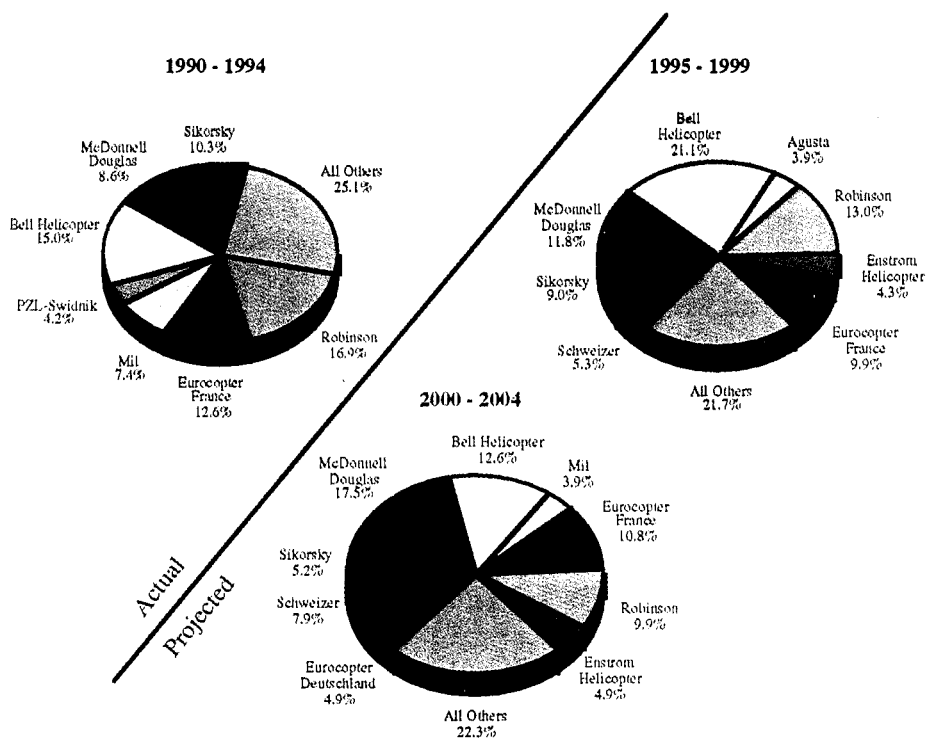 1990 - 1994
Sikorsky
10.3%
McDonnell
Douglas
8.6%
All Others
25.1%
Bell Helicopter
15.0%
PZL-Swidnik
4.2%
Mil
7.4%
Eurocopter
France
12.6%
Robinson
16.9%
1995 - 1999
Bell
Helicopter
21.1%
Agusta
3.9%
Robinson
13.0%
McDonnell
Douglas
11.8%
Enstrom
Helicopter
4.3%
Sikorsky
9.0%
Schweizer
5.3%
Eurocopter
France
9.9%
All Others
21.7%
2000 - 2004
Bell Helicopter
12.6%
Mil
3.9%
McDonnell
Douglas
17.5%
Eurocopter
France
10.8%
Sikorsky
5.2%
Schweizer
7.9%
Robinson
9.9%
Eurocopter
Deutschland
4.9%
Enstrom
Helicopter
4.9%
All Others
22.3%
Actual
Projected